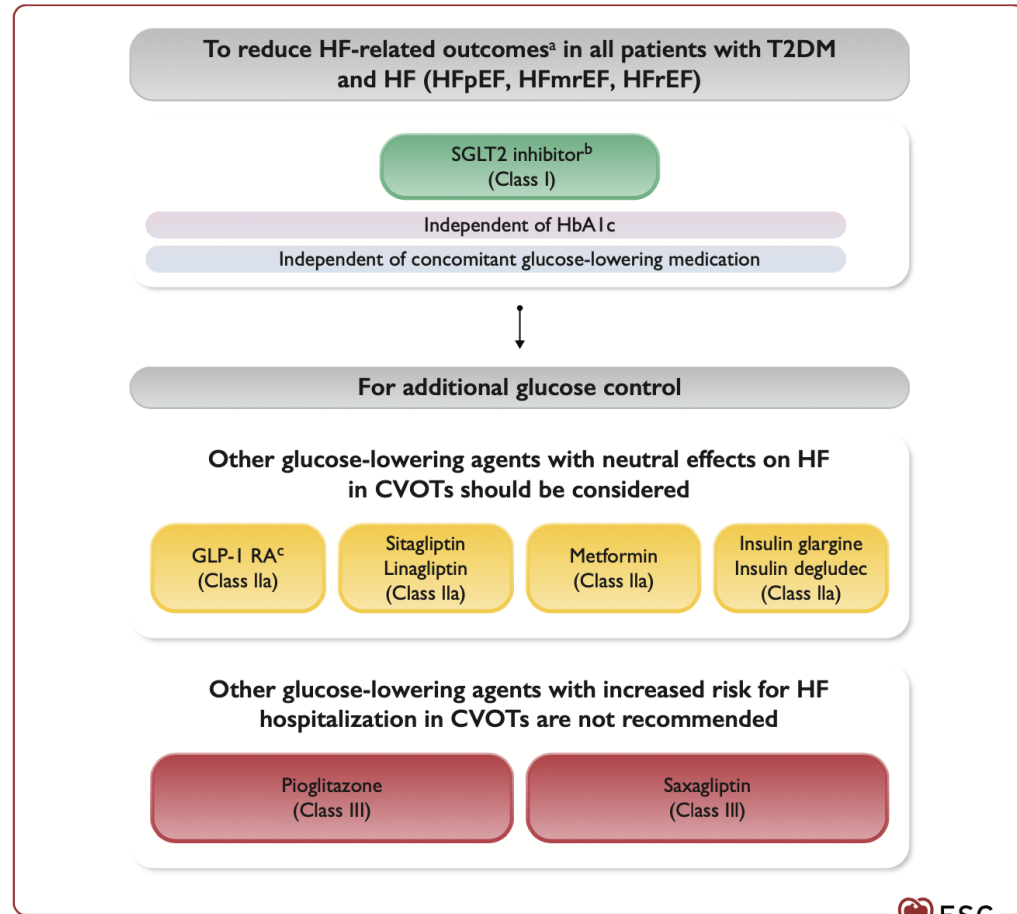 To reduce HF-related outcomesᵃ in all patients with T2DM
and HF (HFpEF, HFmrEF, HFrEF)
SGLT2 inhibitorᵇ
(Class I)
Independent of HbA1c
Independent of concomitant glucose-lowering medication
For additional glucose control
Other glucose-lowering agents with neutral effects on HF
in CVOTs should be considered
GLP-1 RAᶜ
(Class IIa)
Sitagliptin
Linagliptin
(Class IIa)
Metformin
(Class IIa)
Insulin glargine
Insulin degludec
(Class IIa)
Other glucose-lowering agents with increased risk for HF
hospitalization in CVOTs are not recommended
Pioglitazone
(Class III)
Saxagliptin
(Class III)
ESC